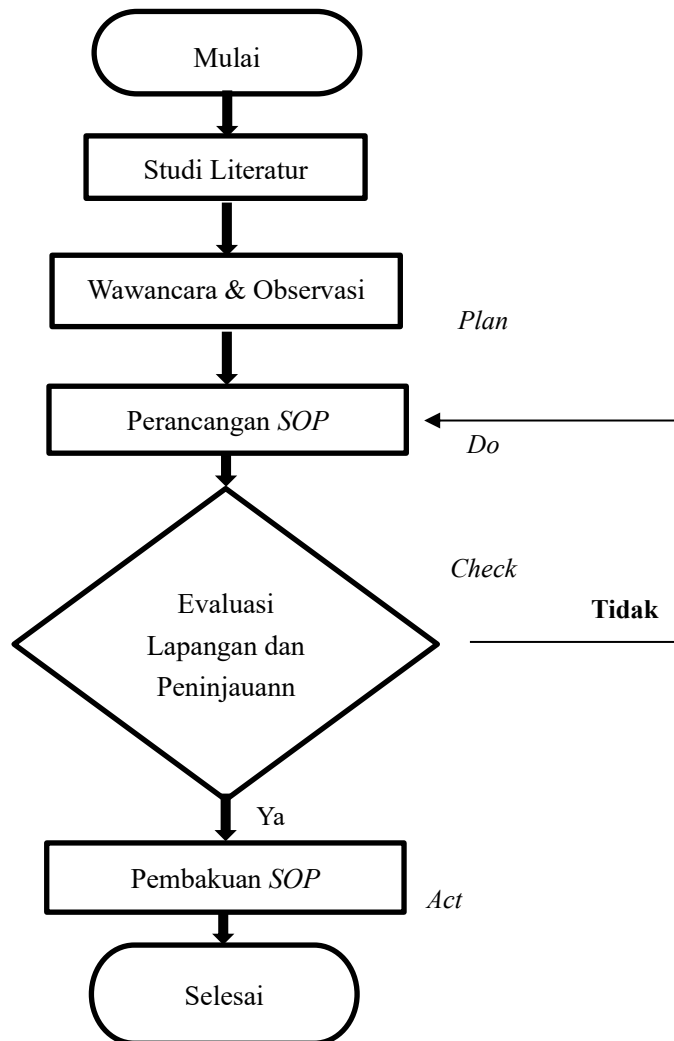 Mulai
Studi Literatur
Wawancara & Observasi
Plan
Perancangan SOP
Do
Check
Evaluasi
Lapangan dan
Peninjauann
Tidak
Ya
Pembakuan SOP
Act
Selesai